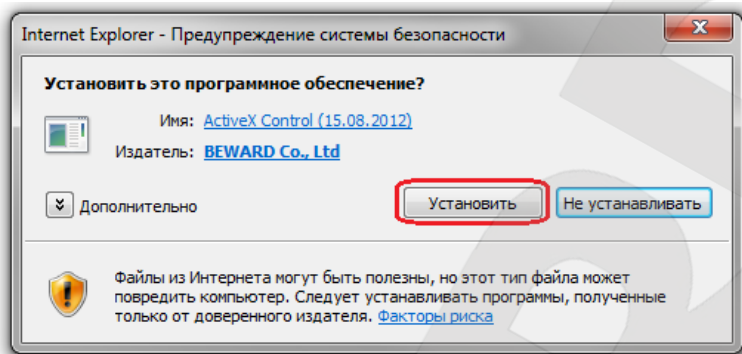 Internet Explorer - Предупреждение системы безопасности
Установить это программное обеспечение?
Имя: ActiveX Control (15.08.2012)
Издатель: BEWARD Co., Ltd
Дополнительно Установить Не устанавливать
Файлы из Интернета могут быть полезны, но этот тип файла может
повредить компьютер. Следует устанавливать программы, полученные
только от доверенного издателя. Факторы риска